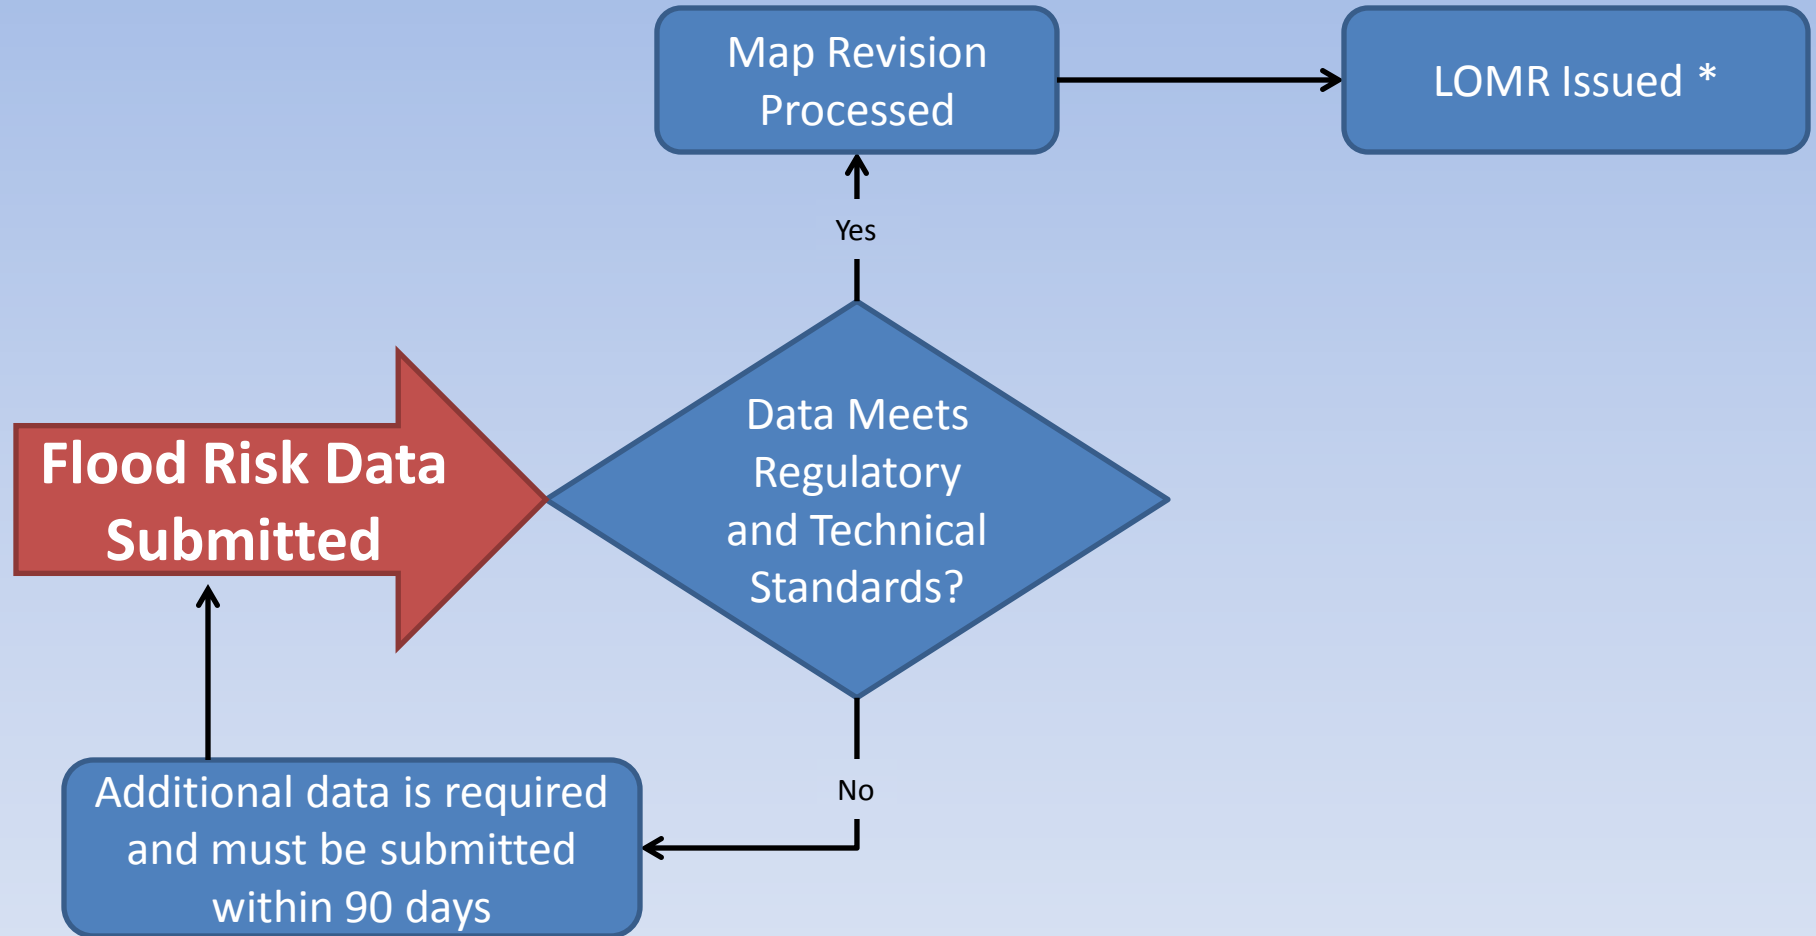 Map Revision
Processed
LOMR Issued *
Yes
Data Meets
Regulatory
and Technical
Standards?
Flood Risk Data
Submitted
No
Additional data is required
and must be submitted
within 90 days